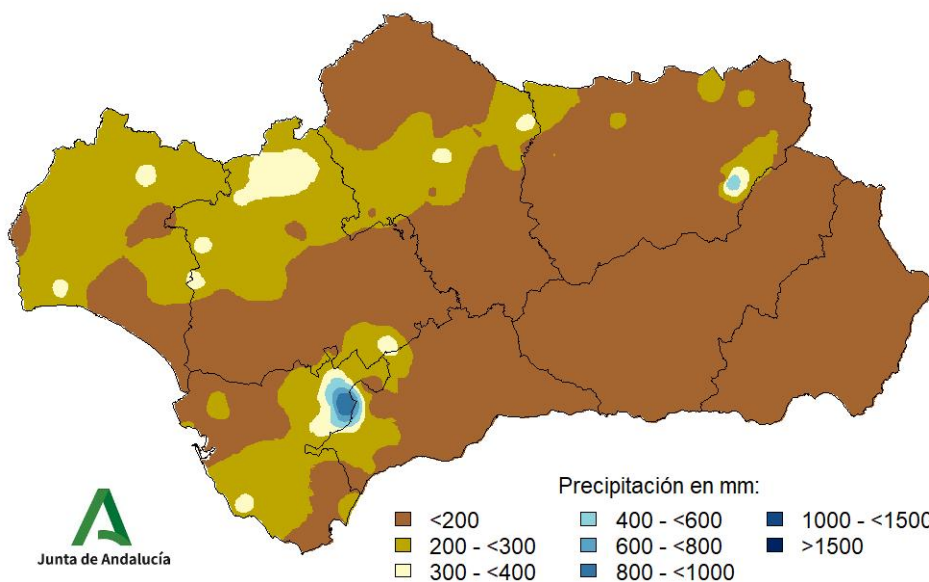 Precipitación en mm:
<200
400 - <600
1000 - <1500
200 - <300
600 - <800
>1500
300 - <400
800 - <1000
Junta de Andalucía